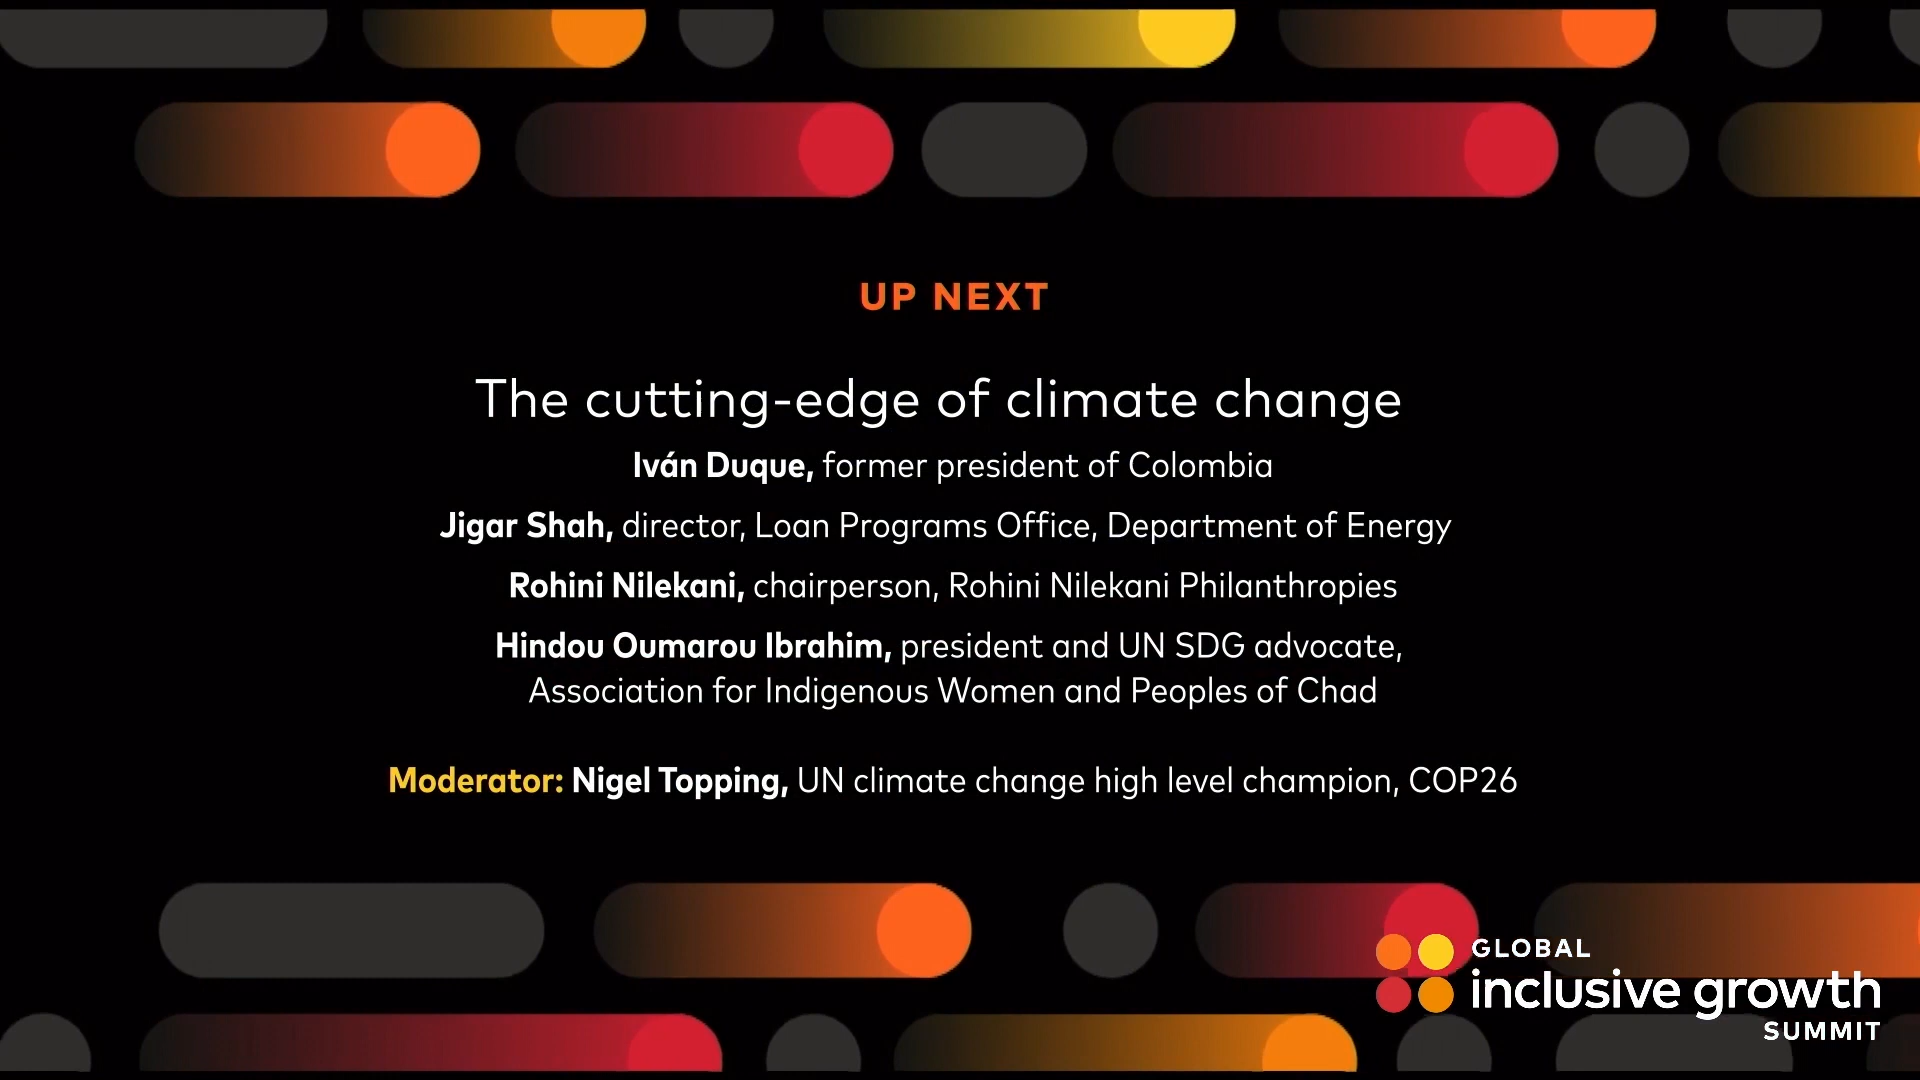 UP NEXT
The cutting-edge of climate change
Iván Duque, former president of Colombia
Jigar Shah, director, Loan Programs Office, Department of Energy
Rohini Nilekani, chairperson, Rohini Nilekani Philanthropies
Hindou Oumarou Ibrahim, president and UN SDG advocate,
Association for Indigenous Women and Peoples of Chad
Moderator: Nigel Topping, UN climate change high level champion, COP26
GLOBAL
inclusive growth
SUMMIT